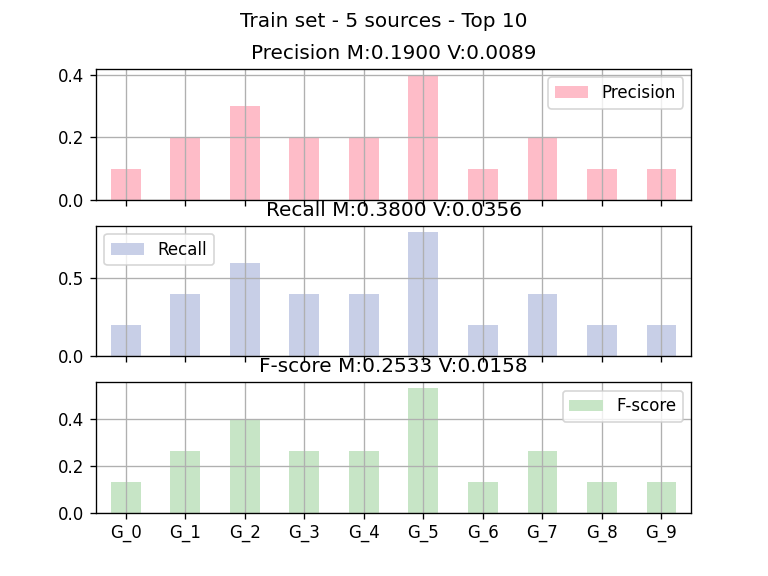 Train set - 5 sources - Top 10
Precision M:0.1900 V:0.0089
0.4
0.2
0.0
Precision
Recall M:0.3800 V:0.0356
0.5
0.0
Recall
F-score M:0.2533 V:0.0158
0.4
0.2
0.0
F-score
G_0 G_1 G_2 G_3 G_4 G_5 G_6 G_7 G_8 G_9